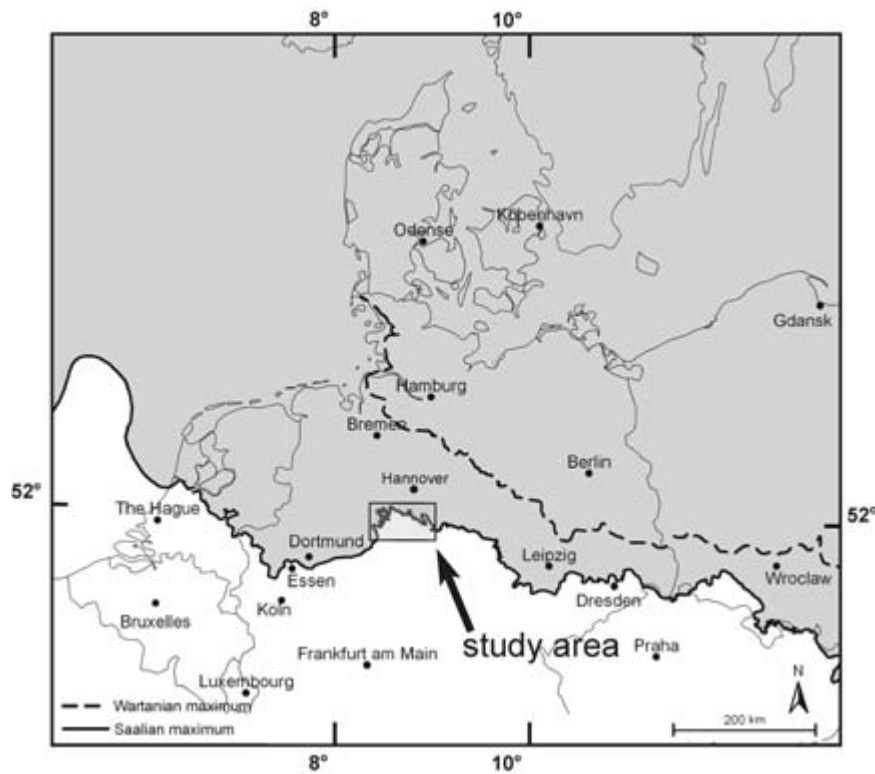 8°
10°
København
Odense
Gdansk
Hamburg
Bremen
Berlin
Hannover
52°
The Hague
52°
Dortmund
Leipzig
Essen
Wroclaw
Köln
Dresden
Bruxelles
study area
Frankfurt am Main
Praha
Luxembourg
N
Wartanian maximum
Saalian maximum
200 km
8°
10°